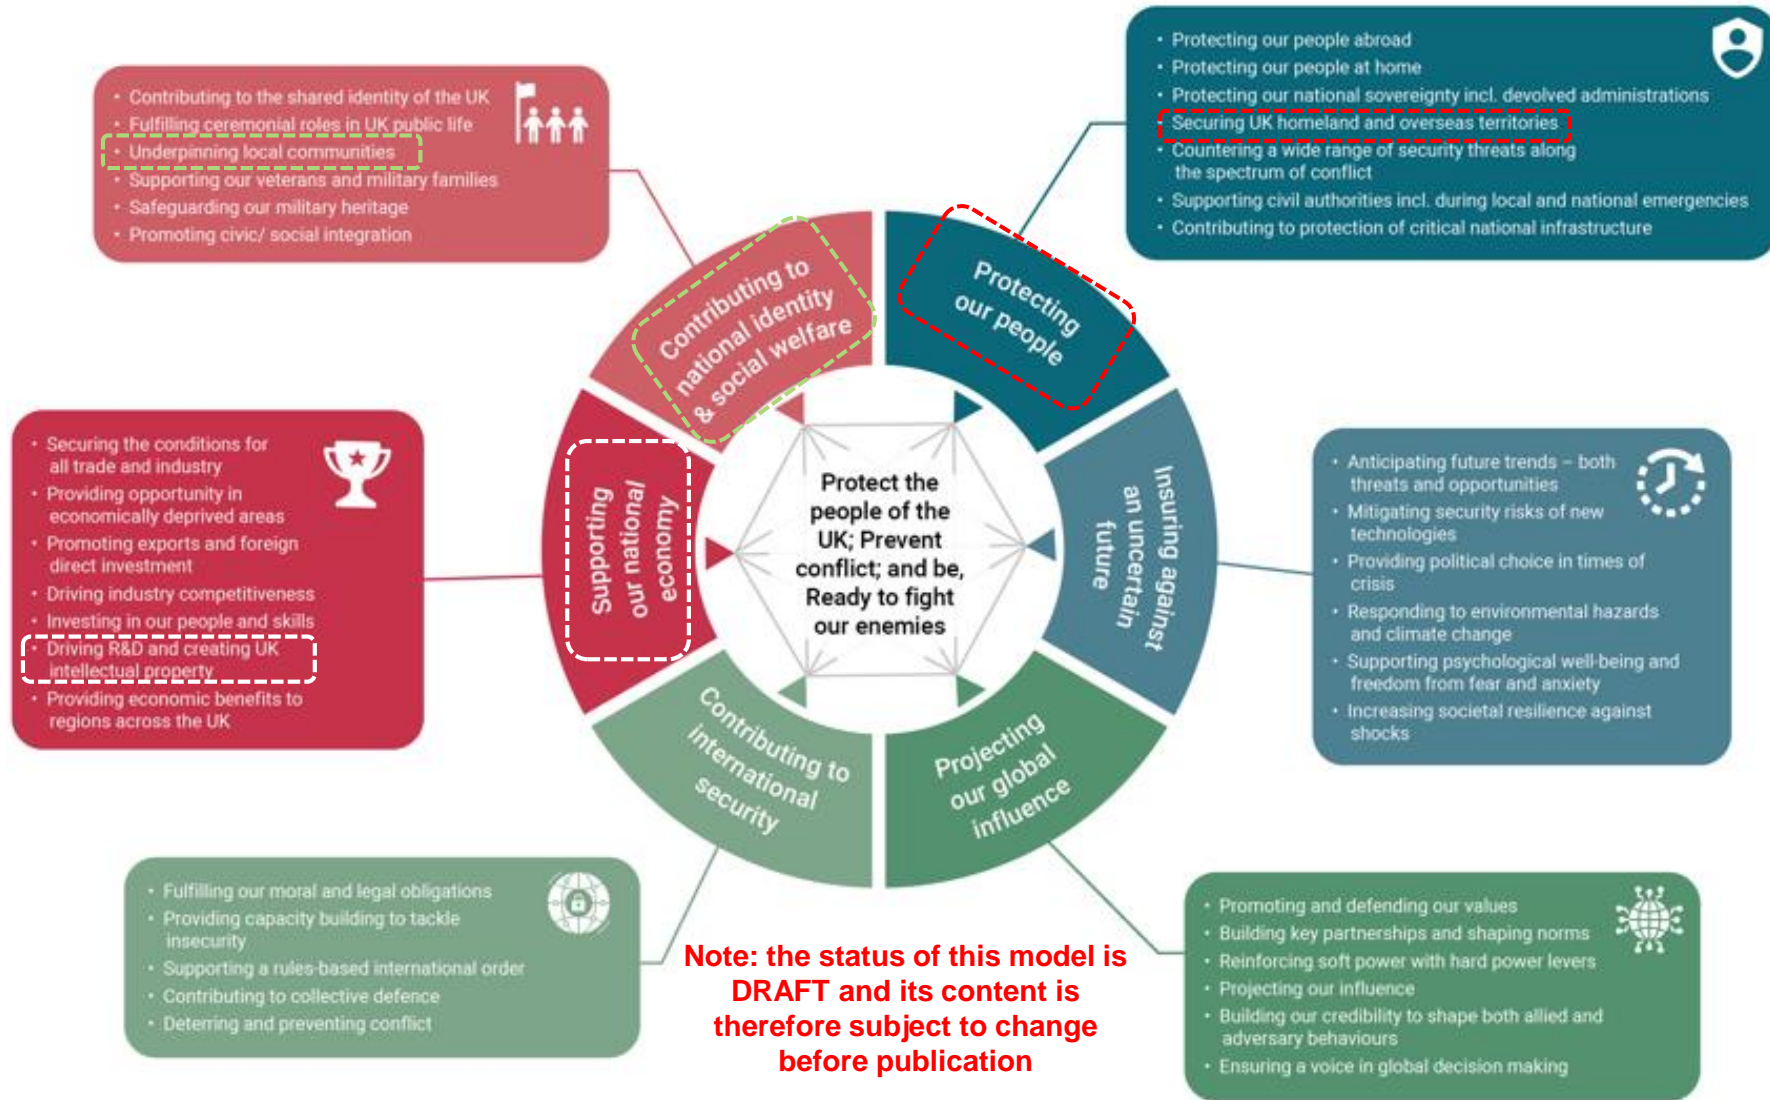 • Contributing to the shared identity of the UK
• Fulfilling ceremonial roles in UK public life
• Underpinning local communities
• Supporting our veterans and military families
• Safeguarding our military heritage
• Promoting civic/ social integration
• Protecting our people abroad
• Protecting our people at home
• Protecting our national sovereignty incl. devolved administrations
• Securing UK homeland and overseas territories
• Countering a wide range of security threats along
the spectrum of conflict
• Supporting civil authorities incl. during local and national emergencies
• Contributing to protection of critical national infrastructure
Contributing to
national identity
& social welfare
Protecting
our people
• Securing the conditions for
all trade and industry
• Providing opportunity in
economically deprived areas
• Promoting exports and foreign
direct investment
• Driving industry competitiveness
• Investing in our people and skills
• Driving R&D and creating UK
intellectual property
• Providing economic benefits to
regions across the UK
Supporting
our national
economy
Protect the
people of the
UK; Prevent
conflict; and be,
Ready to fight
our enemies
Insuring against
an uncertain
future
• Anticipating future trends – both
threats and opportunities
• Mitigating security risks of new
technologies
• Providing political choice in times of
crisis
• Responding to environmental hazards
and climate change
• Supporting psychological well-being and
freedom from fear and anxiety
• Increasing societal resilience against
shocks
Contributing to
international
security
Projecting
our global
influence
• Fulfilling our moral and legal obligations
• Providing capacity building to tackle
insecurity
• Supporting a rules-based international order
• Contributing to collective defence
• Deterring and preventing conflict
Note: the status of this model is
DRAFT and its content is
therefore subject to change
before publication
• Promoting and defending our values
• Building key partnerships and shaping norms
• Reinforcing soft power with hard power levers
• Projecting our influence
• Building our credibility to shape both allied and
adversary behaviours
• Ensuring a voice in global decision making